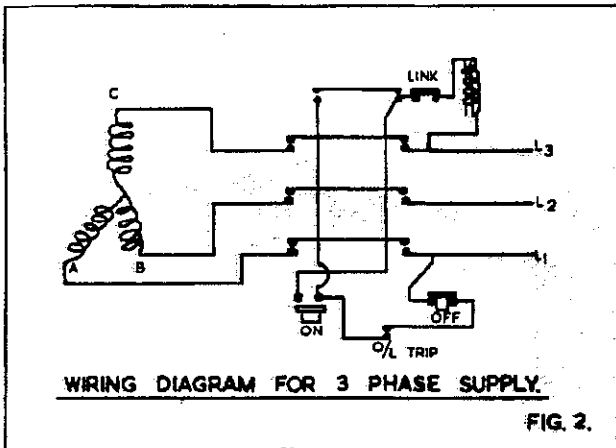 C
LINK
L3
L2
A
B
L1
ON
OFF
O/L TRIP
WIRING DIAGRAM FOR 3 PHASE SUPPLY.
FIG. 2.